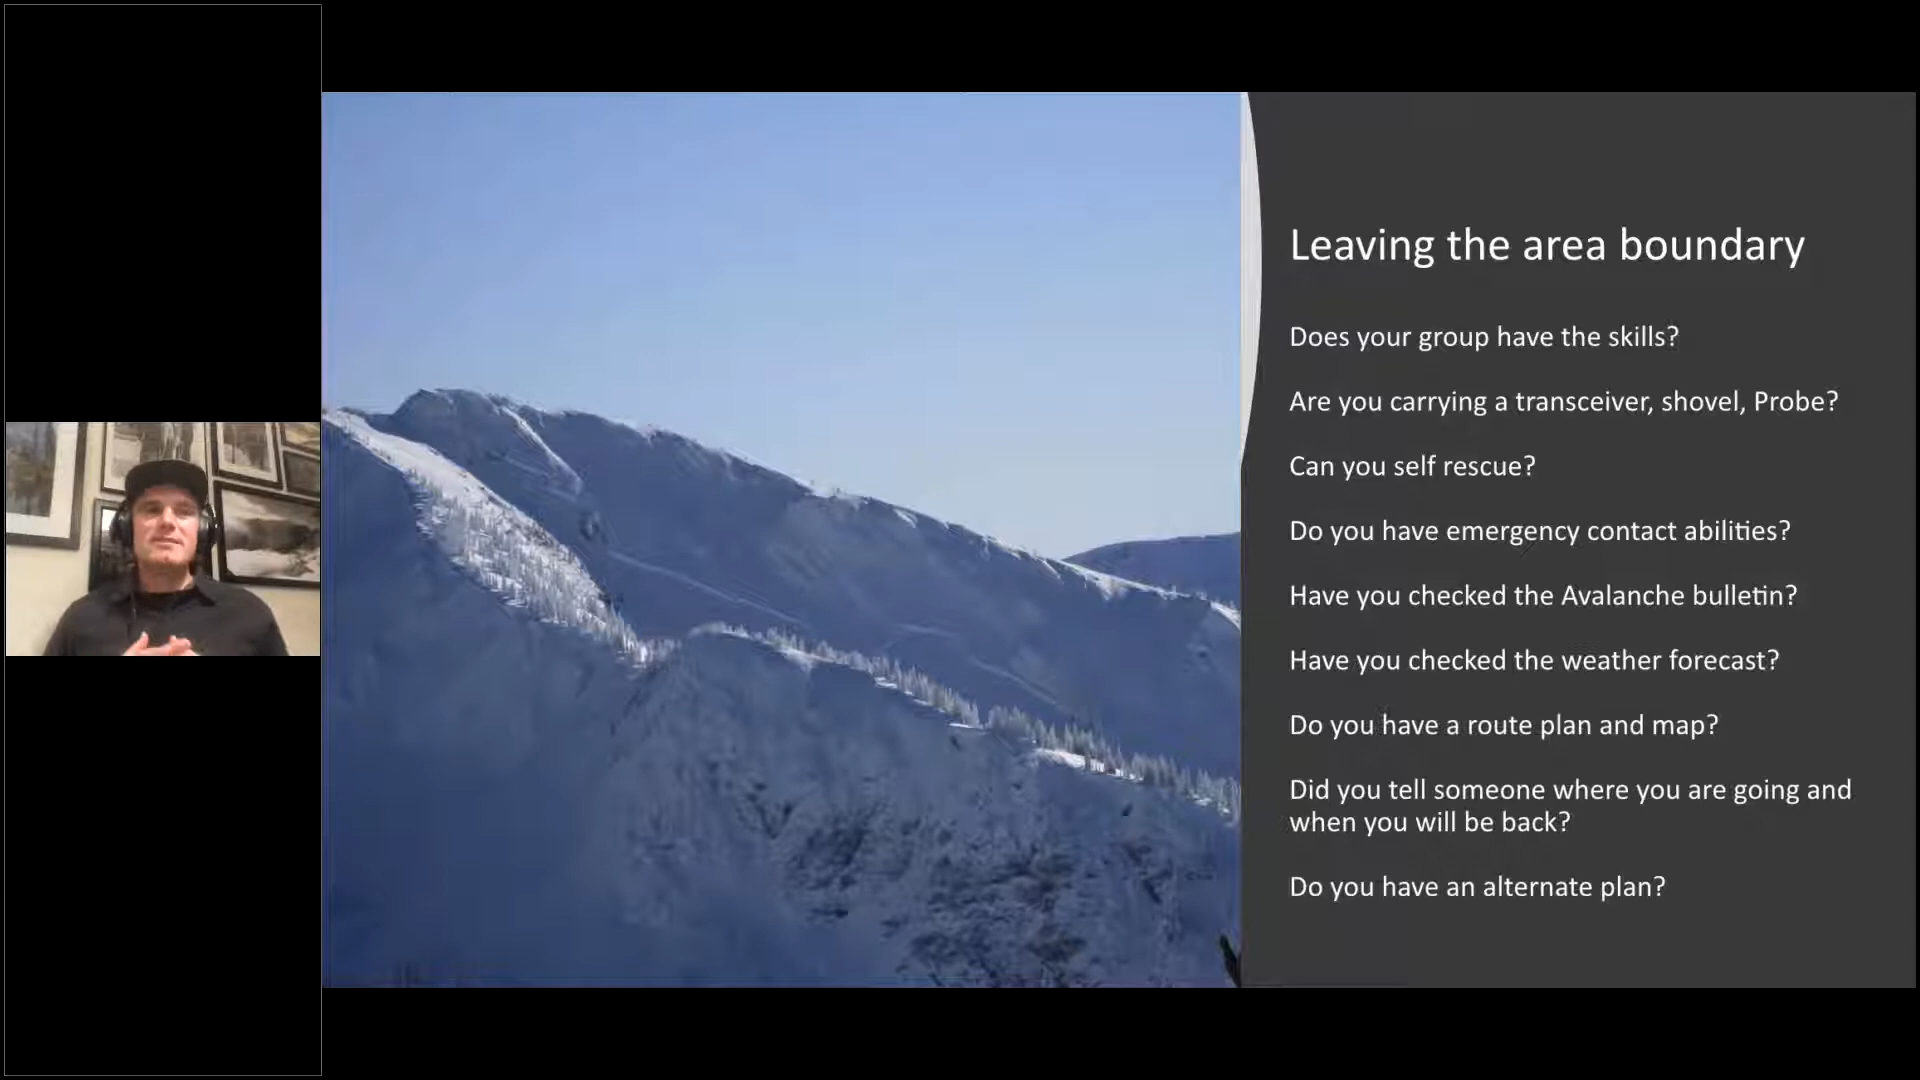 Leaving the area boundary
Does your group have the skills?
Are you carrying a transceiver, shovel, Probe?
Can you self rescue?
Do you have emergency contact abilities?
Have you checked the Avalanche bulletin?
Have you checked the weather forecast?
Do you have a route plan and map?
Did you tell someone where you are going and
when you will be back?
Do you have an alternate plan?